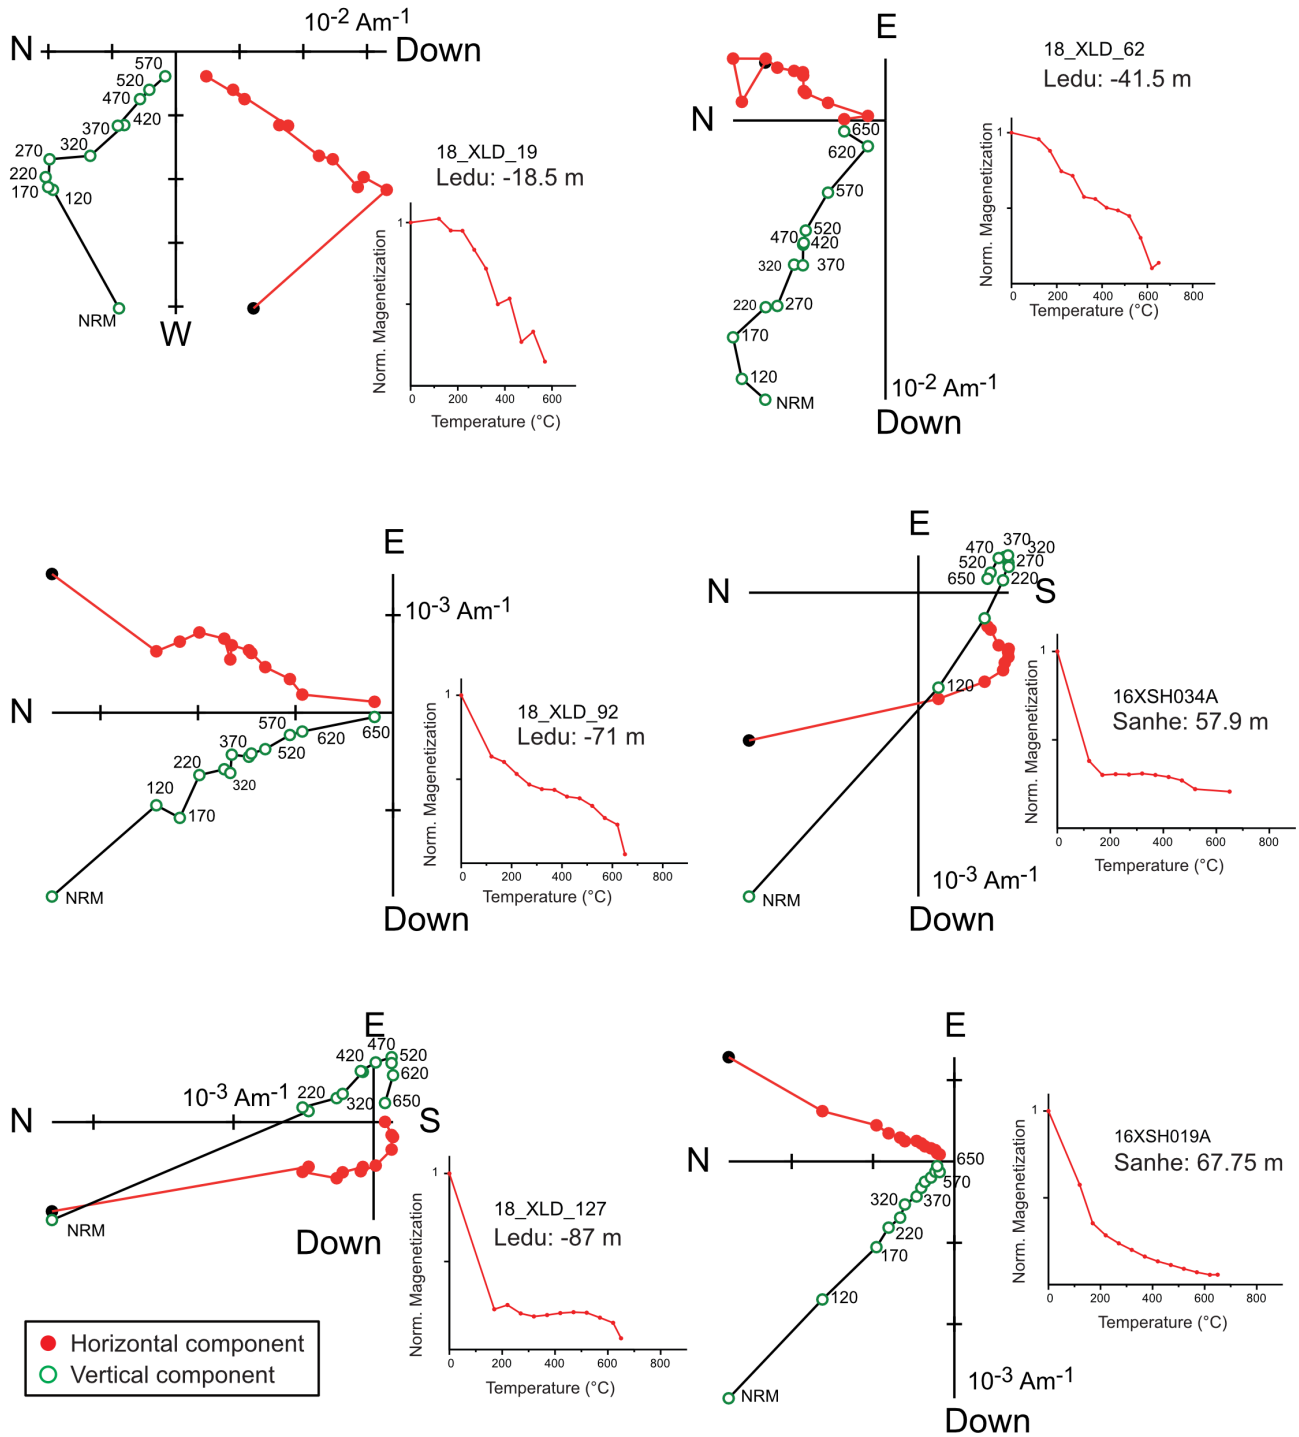 10-2 Am-1
N
Down
570
520
470
370
420
320
270
220
170
120
NRM
W
18_XLD_19
Ledu: -18.5 m
1
Norm. Magenetization
0 200 400 600
Temperature (°C)
E
N
650
620
570
520
470
420
320
370
220
270
170
120
NRM
10-2 Am-1
Down
18_XLD_62
Ledu: -41.5 m
1
Norm. Magenetization
0 200 400 600 800
Temperature (°C)
E
10-3 Am-1
N
570
620
650
370
520
220
320
120
170
NRM
Down
18_XLD_92
Ledu: -71 m
1
Norm. Magenetization
0 200 400 600 800
Temperature (°C)
E
370
470
320
520
270
650
220
N
S
120
10-3 Am-1
NRM
Down
16XSH034A
Sanhe: 57.9 m
1
Norm. Magenetization
0 200 400 600 800
Temperature (°C)
E
470
420
520
620
10-3 Am-1
220
320
650
N
S
NRM
Down
18_XLD_127
Ledu: -87 m
1
Norm. Magenetization
0 200 400 600 800
Temperature (°C)
E
N
650
570
320
370
220
170
120
NRM
10-3 Am-1
Down
16XSH019A
Sanhe: 67.75 m
1
Norm. Magenetization
0 200 400 600 800
Temperature (°C)
Horizontal component
Vertical component